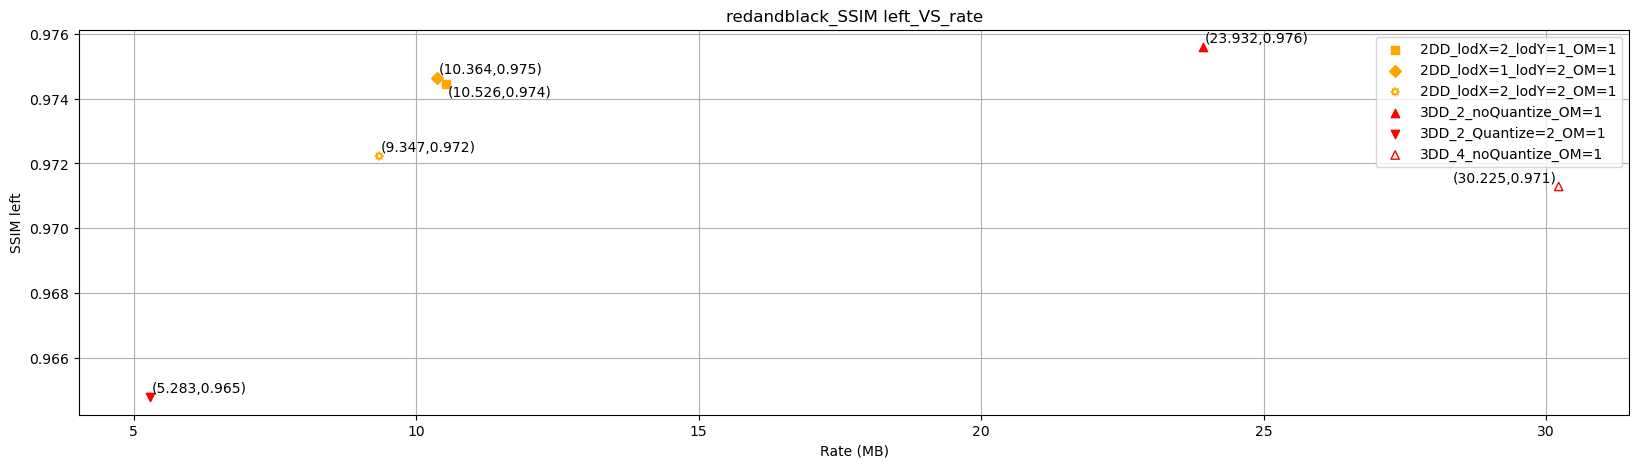 redandblack_SSIM left_VS_rate
SSIM left
0.976
0.974
0.972
0.970
0.968
0.966
(23.932,0.976)
(10.364,0.975)
(10.526,0.974)
(9.347,0.972)
(30.225,0.971)
(5.283,0.965)
2DD_lodX=2_lodY=1_OM=1
2DD_lodX=1_lodY=2_OM=1
2DD_lodX=2_lodY=2_OM=1
3DD_2_noQuantize_OM=1
3DD_2_Quantize=2_OM=1
3DD_4_noQuantize_OM=1
5 10 15 20 25 30
Rate (MB)